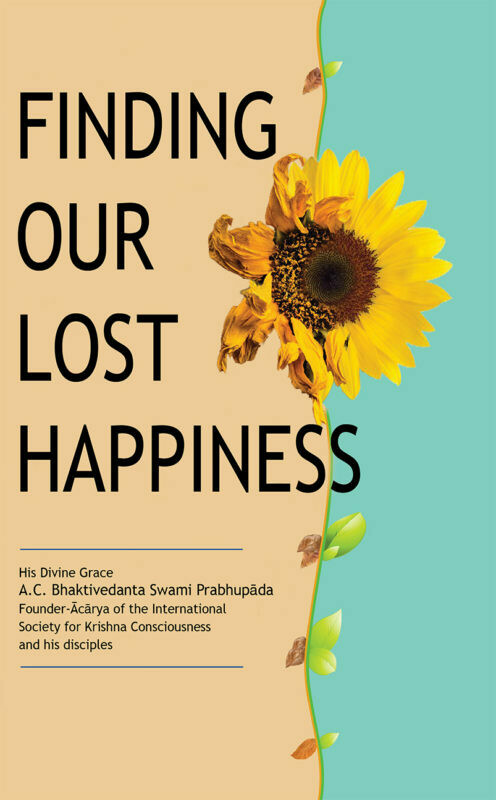 FINDING
OUR
LOST
HAPPINESS
His Divine Grace
A.C. Bhaktivedanta Swami Prabhupāda
Founder-Ācārya of the International
Society for Krishna Consciousness
and his disciples